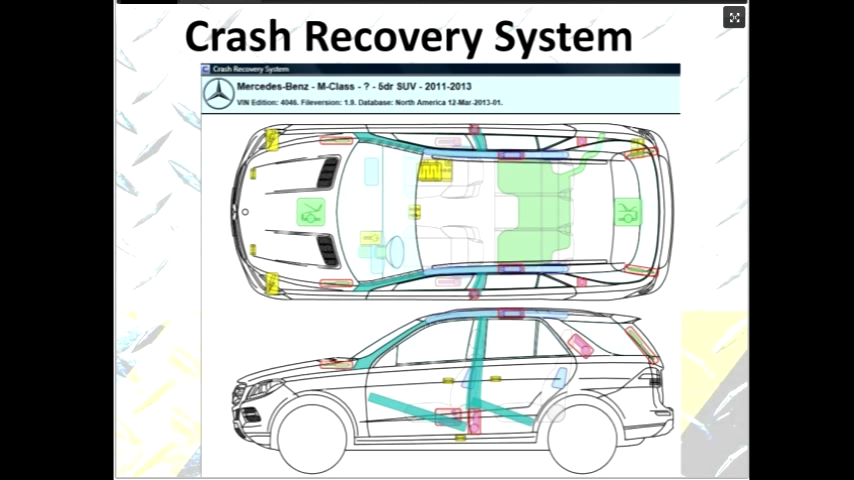 Crash Recovery System
Crash Recovery System
Mercedes-Benz - M-Class - ? - 5dr SUV - 2011-2013
VIN Edition: 4046. Fileversion: 1.9. Database: North America 12-Mar-2013-01.